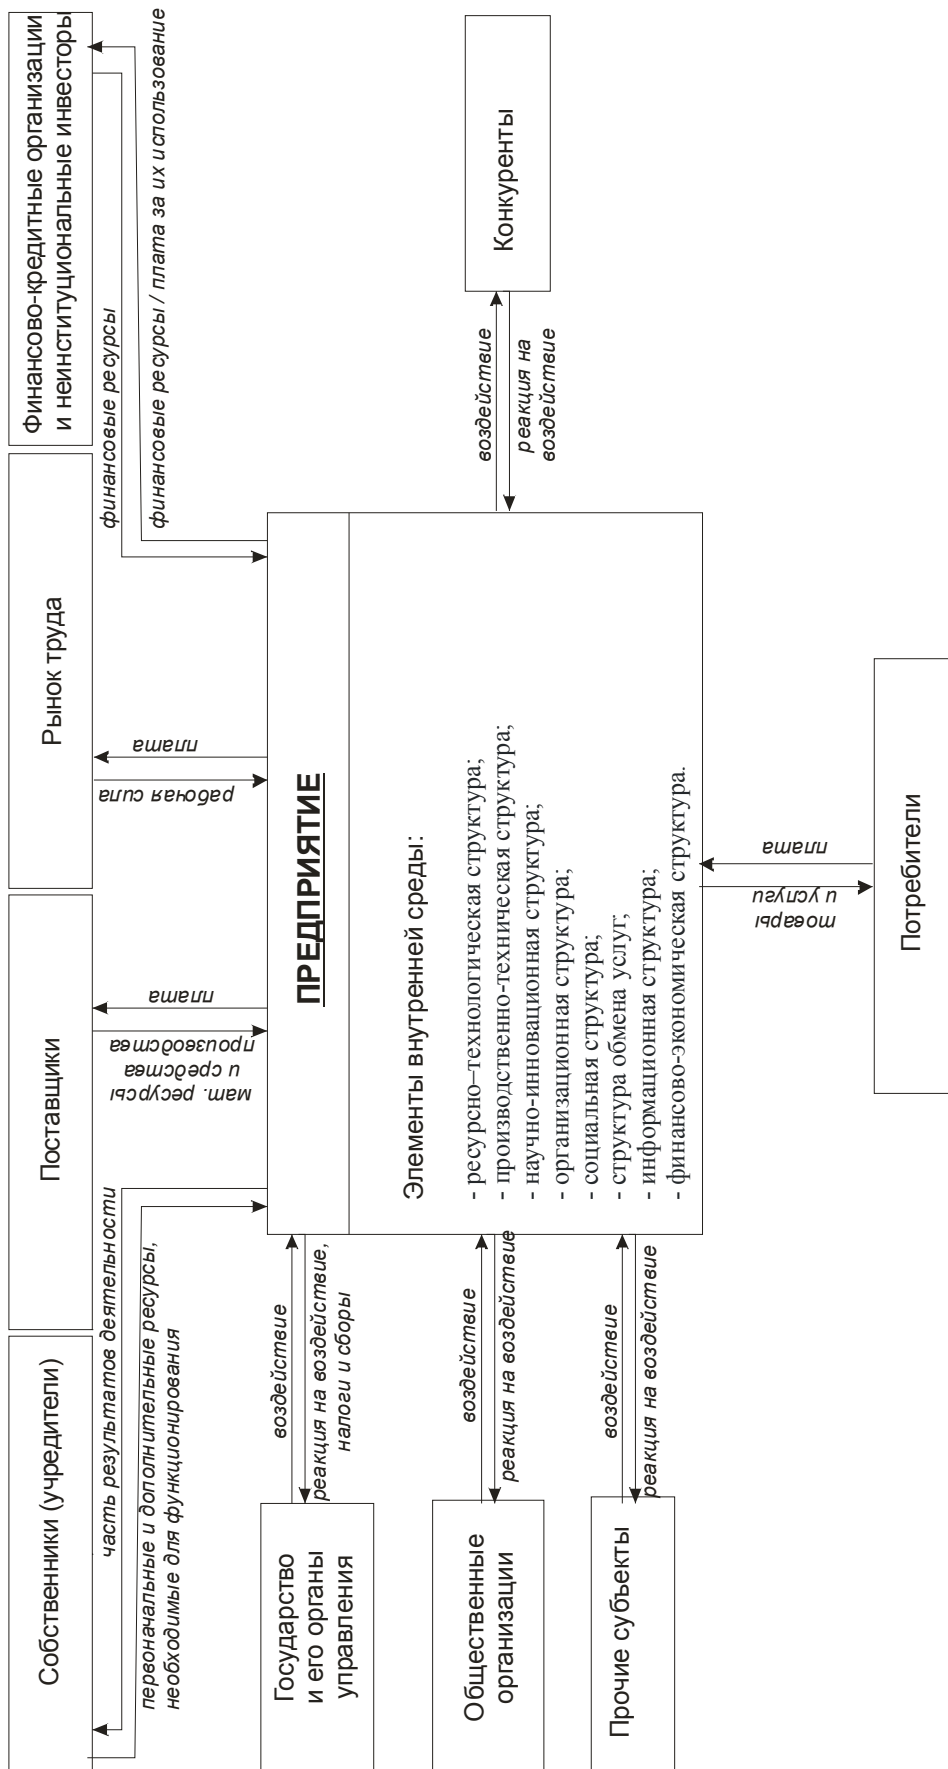 Собственники (учредители)
Поставщики
Рынок труда
Финансово-кредитные организации
и неинституциональные инвесторы
часть результатов деятельности
первоначальные и дополнительные ресурсы,
необходимые для функционирования
мат. ресурсы
и средства
производства
плата
рабочая сила
плата
финансовые ресурсы
финансовые ресурсы / плата за их использование
Государство
и его органы
управления
воздействие
реакция на воздействие,
налоги и сборы
Общественные
организации
воздействие
реакция на воздействие
Прочие субъекты
воздействие
реакция на воздействие
ПРЕДПРИЯТИЕ
Элементы внутренней среды:
- ресурсно–технологическая структура;
- производственно-техническая структура;
- научно-инновационная структура;
- организационная структура;
- социальная структура;
- структура обмена услуг;
- информационная структура;
- финансово-экономическая структура.
воздействие
реакция на
воздействие
Конкуренты
товары
и услуги
плата
Потребители